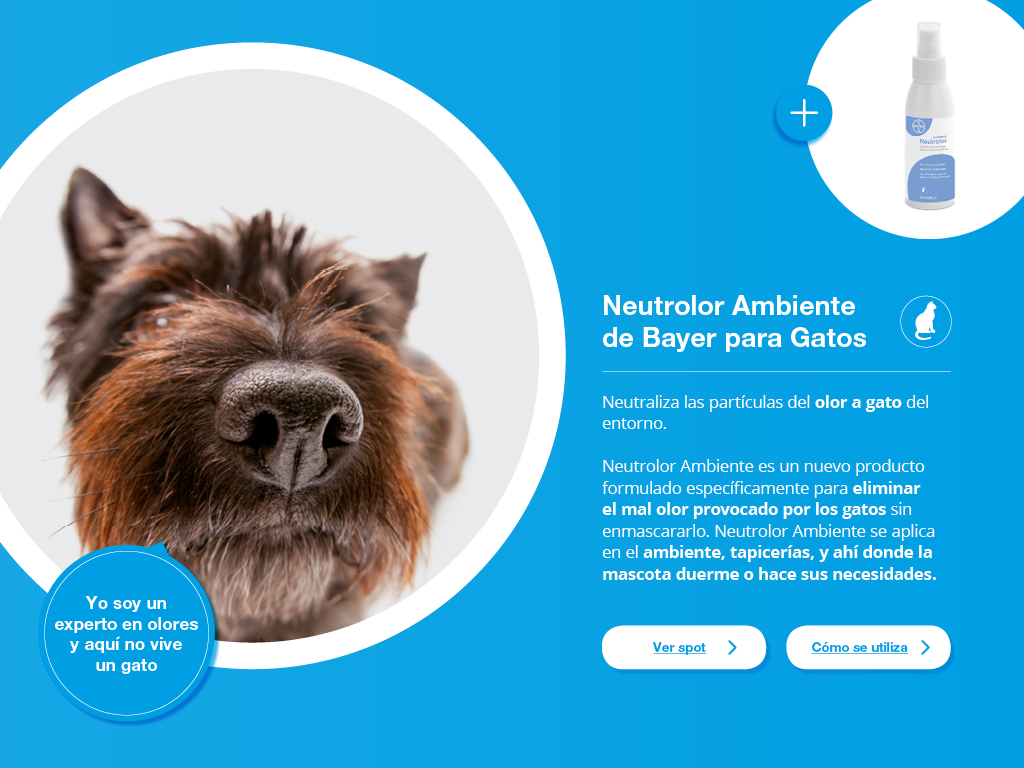 Neutrolor
Neutrolor Ambiente
de Bayer para Gatos
Neutraliza las partículas del olor a gato del
entorno.
Neutrolor Ambiente es un nuevo producto
formulado específicamente para eliminar
el mal olor provocado por los gatos sin
enmascararlo. Neutrolor Ambiente se aplica
en el ambiente, tapicerías, y ahí donde la
mascota duerme o hace sus necesidades.
Ver spot
Cómo se utiliza
Yo soy un
experto en olores
y aquí no vive
un gato